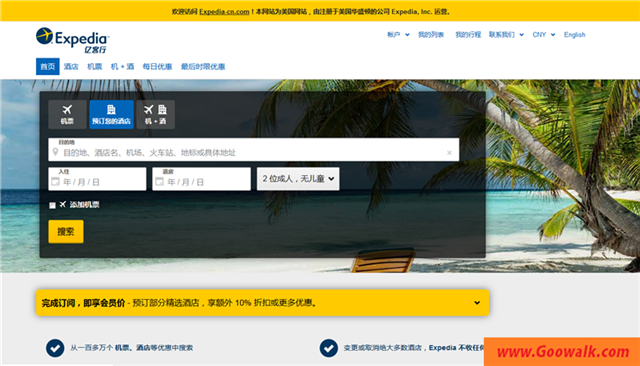 欢迎访问 Expedia-cn.com！本网站为美国网站，由注册于美国华盛顿的公司 Expedia, Inc. 运营。
Expedia
亿客行
帐户 我的列表 我的行程 联系我们 CNY English
首页 酒店 机票 机 + 酒 每日优惠 最后时限优惠
机票 预订您的酒店 机 + 酒
目的地
目的地、酒店名、机场、火车站、地标或具体地址
入住 退房
年 / 月 / 日 年 / 月 / 日 2 位成人，无儿童
添加机票
搜索
完成订阅，即享会员价 - 预订部分精选酒店，享额外 10% 折扣或更多优惠。
从一百多万个 机票、酒店等优惠中搜索 变更或取消绝大多数酒店，Expedia 不收任何
www.Goowalk.com